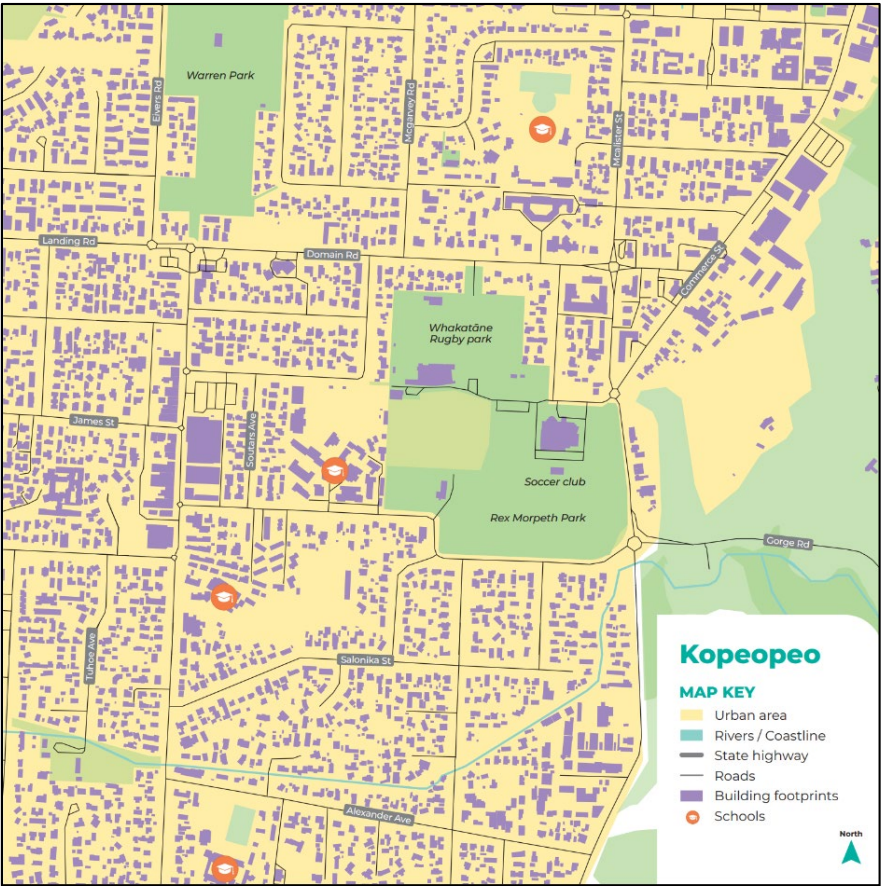 Warren Park
Eivers Rd
Mcgarvey Rd
Mcalister St
Landing Rd
Domain Rd
Commerce St
Whakatāne
Rugby park
James St
Soutars Ave
Soccer club
Rex Morpeth Park
Gorge Rd
Tuhoe Ave
Salonika St
Alexander Ave
Kopeopeo
MAP KEY
Urban area
Rivers / Coastline
State highway
Roads
Building footprints
Schools
North